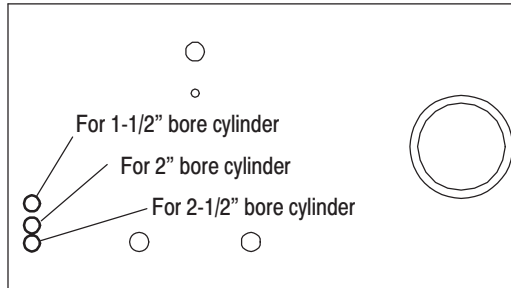 For 1-1/2” bore cylinder
For 2” bore cylinder
For 2-1/2” bore cylinder